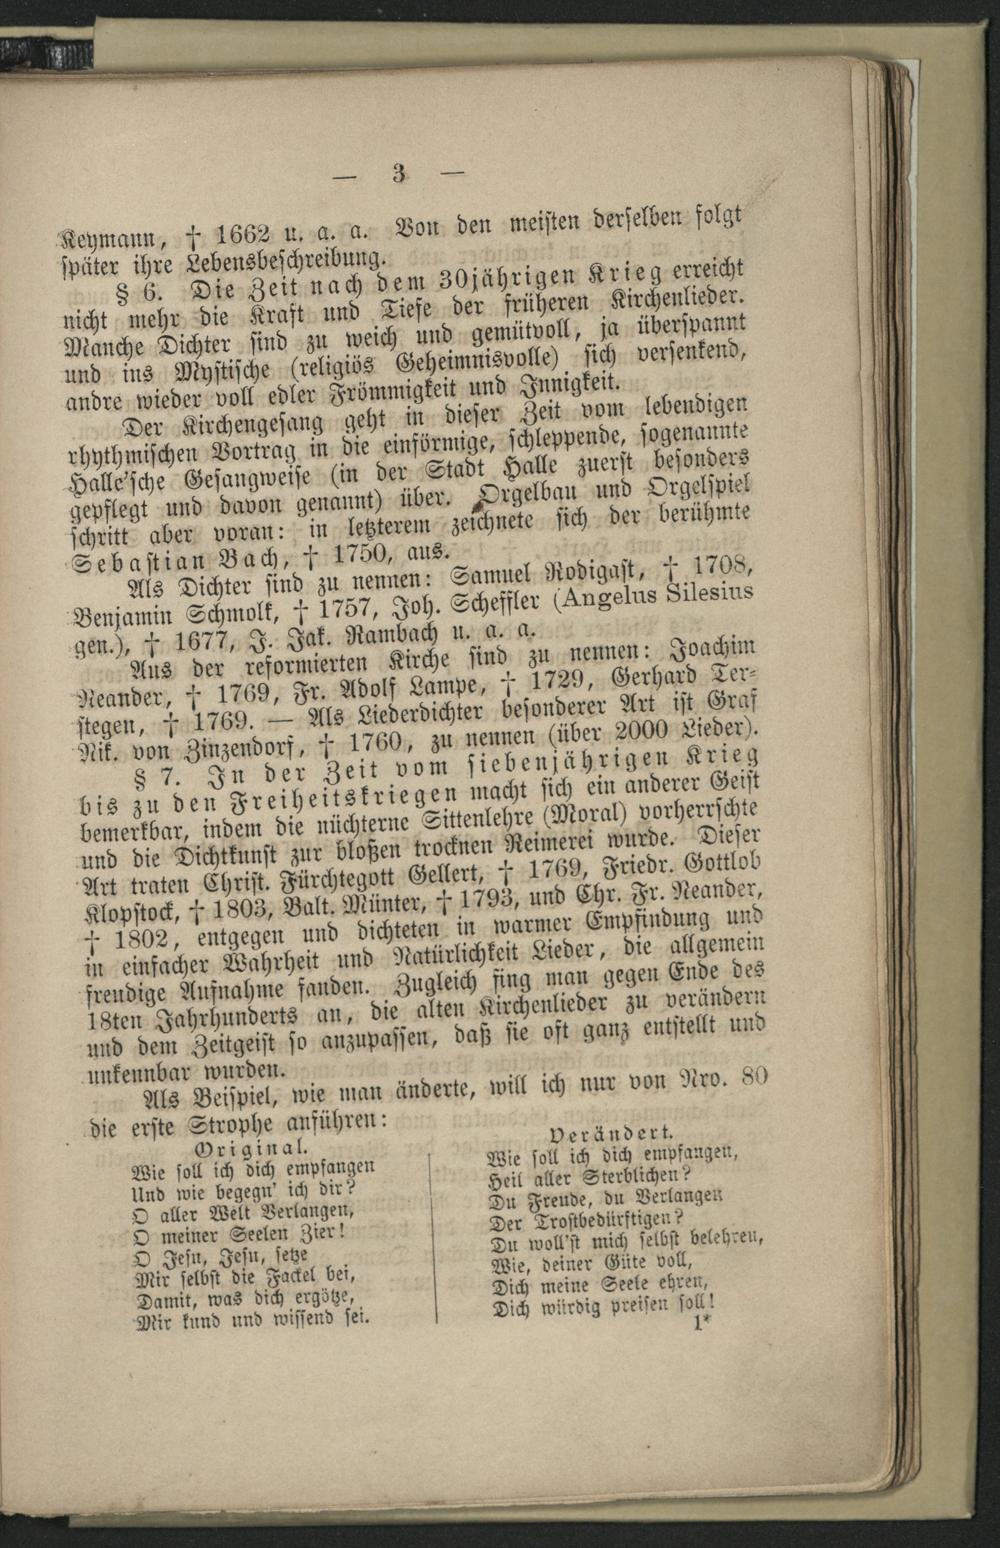 — 3 —
Keymann, † 1662 u. a. a. Von den meisten derselben folgt
später ihre Lebensbeschreibung.
§ 6. Die Zeit nach dem 30jährigen Krieg erreicht
nicht mehr die Kraft und Tiefe der früheren Kirchenlieder.
Manche Dichter sind zu weich und gemütvoll, ja überspannt
und ins Mystische (religiös Geheimnisvolle) sich versenkend,
andre wieder voll edler Frömmigkeit und Innigkeit.
Der Kirchengesang geht in dieser Zeit vom lebendigen
rhythmischen Vortrag in die einförmige, schleppende, sogenannte
Halle'sche Gesangweise (in der Stadt Halle zuerst besonders
gepflegt und davon genannt) über. Orgelbau und Orgelspiel
schritt aber voran: in letzterem zeichnete sich der berühmte
Sebastian Bach, † 1750, aus.
Als Dichter sind zu nennen: Samuel Rodigast, † 1708,
Benjamin Schmolk, † 1757, Joh. Scheffler (Angelus Silesius
gen.), † 1677, J. Jak. Rambach u. a. a.
Aus der reformierten Kirche sind zu nennen: Joachim
Neander, † 1769, Fr. Adolf Lampe, † 1729, Gerhard Ter-
stegen, † 1769. — Als Liederdichter besonderer Art ist Graf
Nik. von Zinzendorf, † 1760, zu nennen (über 2000 Lieder).
§ 7. In der Zeit vom siebenjährigen Krieg
bis zu den Freiheitskriegen macht sich ein anderer Geist
bemerkbar, indem die nüchterne Sittenlehre (Moral) vorherrschte
und die Dichtkunst zur bloßen trocknen Reimerei wurde. Dieser
Art traten Christ. Fürchtegott Gellert, † 1769, Friedr. Gottlob
Klopstock, † 1803, Balt. Münter, † 1793, und Chr. Fr. Neander,
† 1802, entgegen und dichteten in warmer Empfindung und
in einfacher Wahrheit und Natürlichkeit Lieder, die allgemein
freudige Aufnahme fanden. Zugleich fing man gegen Ende des
18ten Jahrhunderts an, die alten Kirchenlieder zu verändern
und dem Zeitgeist so anzupassen, daß sie oft ganz entstellt und
unkennbar wurden.
Als Beispiel, wie man änderte, will ich nur von Nro. 80
die erste Strophe anführen:
Original.
Wie soll ich dich empfangen
Und wie begegn' ich dir?
O aller Welt Verlangen,
O meiner Seelen Zier!
O Jesu, Jesu, setze
Mir selbst die Fackel bei,
Damit, was dich ergötze,
Mir kund und wissend sei.
Verändert.
Wie soll ich dich empfangen,
Heil aller Sterblichen?
Du Freude, du Verlangen
Der Trostbedürftigen?
Du woll'st mich selbst belehren,
Wie, deiner Güte voll,
Dich meine Seele ehren,
Dich würdig preisen soll!
1*